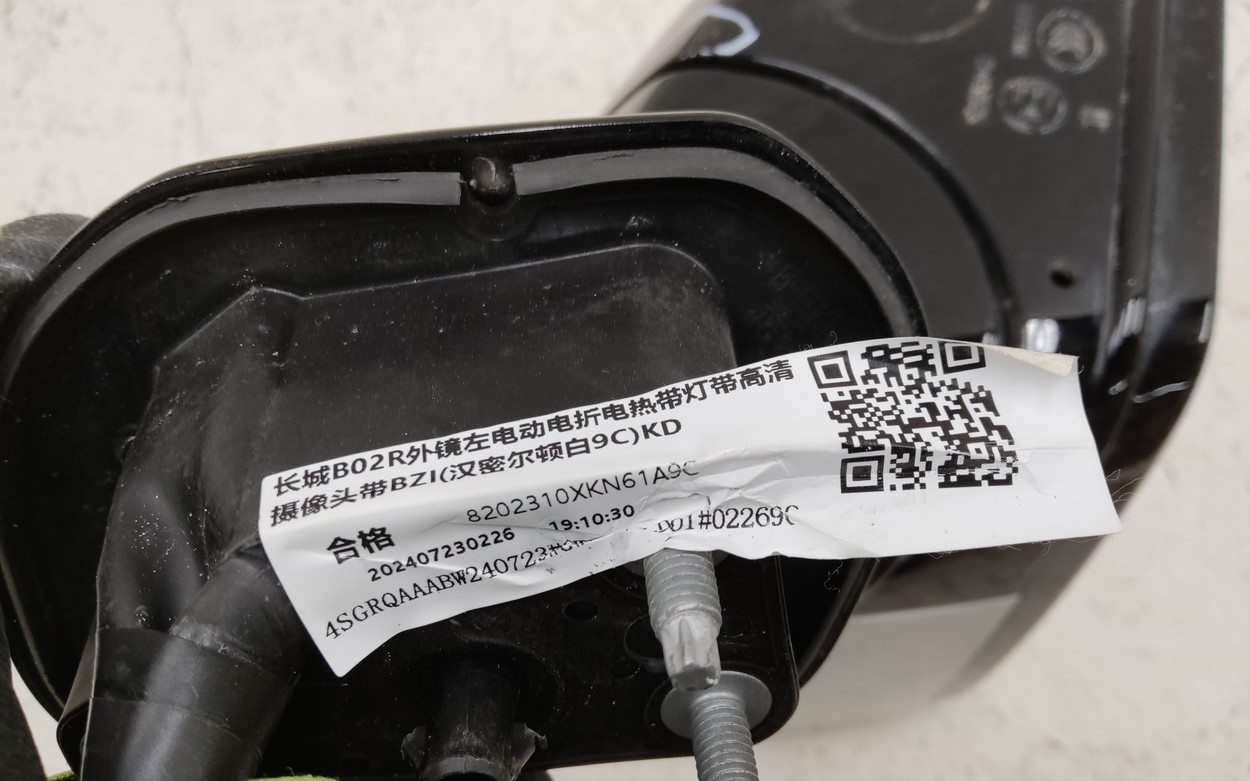 长城B02R外镜左电动电折电热带灯带高清
摄像头带BZI(汉密尔顿白9C)KD
合格
8202310XKN61A9C
202407230226 19:10:30
4SGRQAAABW240723#
#02269C